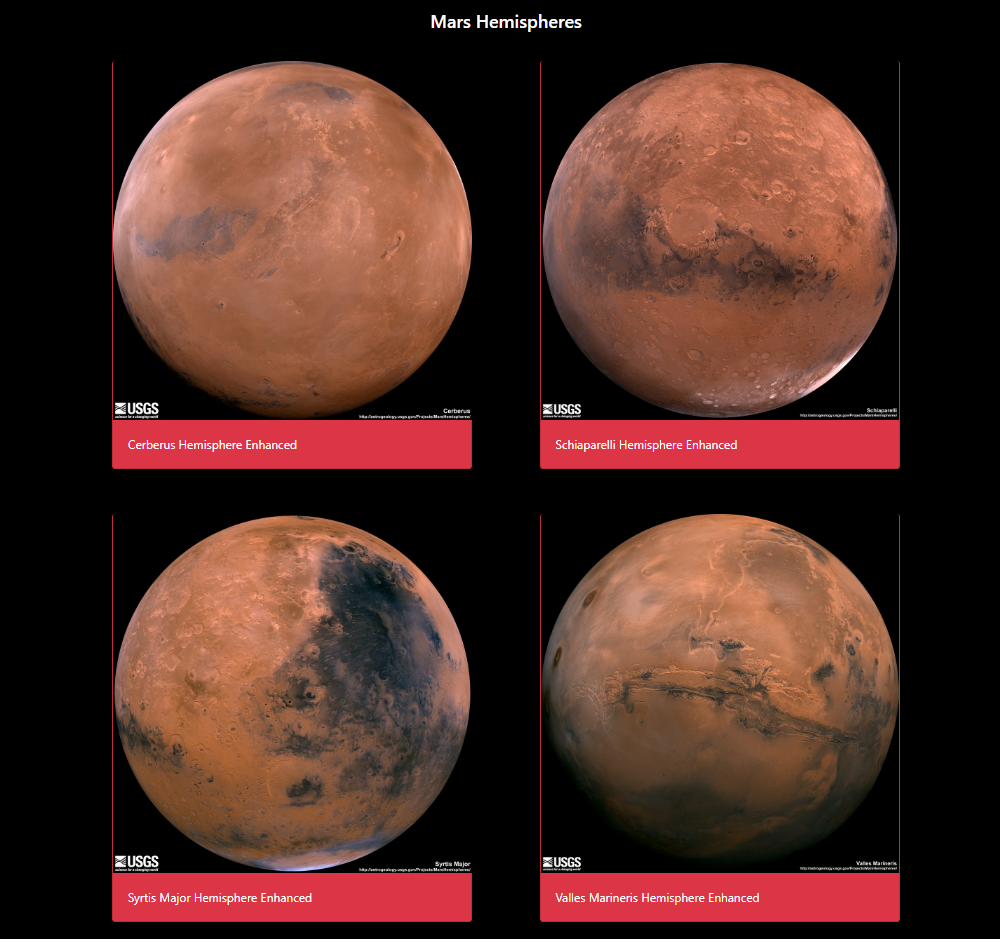 Mars Hemispheres
USGS
science for a changing world
Cerberus
http://astrogeology.usgs.gov/Projects/MarsHemispheres/
Cerberus Hemisphere Enhanced
USGS
science for a changing world
Schiaparelli
http://astrogeology.usgs.gov/Projects/MarsHemispheres/
Schiaparelli Hemisphere Enhanced
USGS
science for a changing world
Syrtis Major
http://astrogeology.usgs.gov/Projects/MarsHemispheres/
Syrtis Major Hemisphere Enhanced
USGS
science for a changing world
Valles Marineris
http://astrogeology.usgs.gov/Projects/MarsHemispheres/
Valles Marineris Hemisphere Enhanced